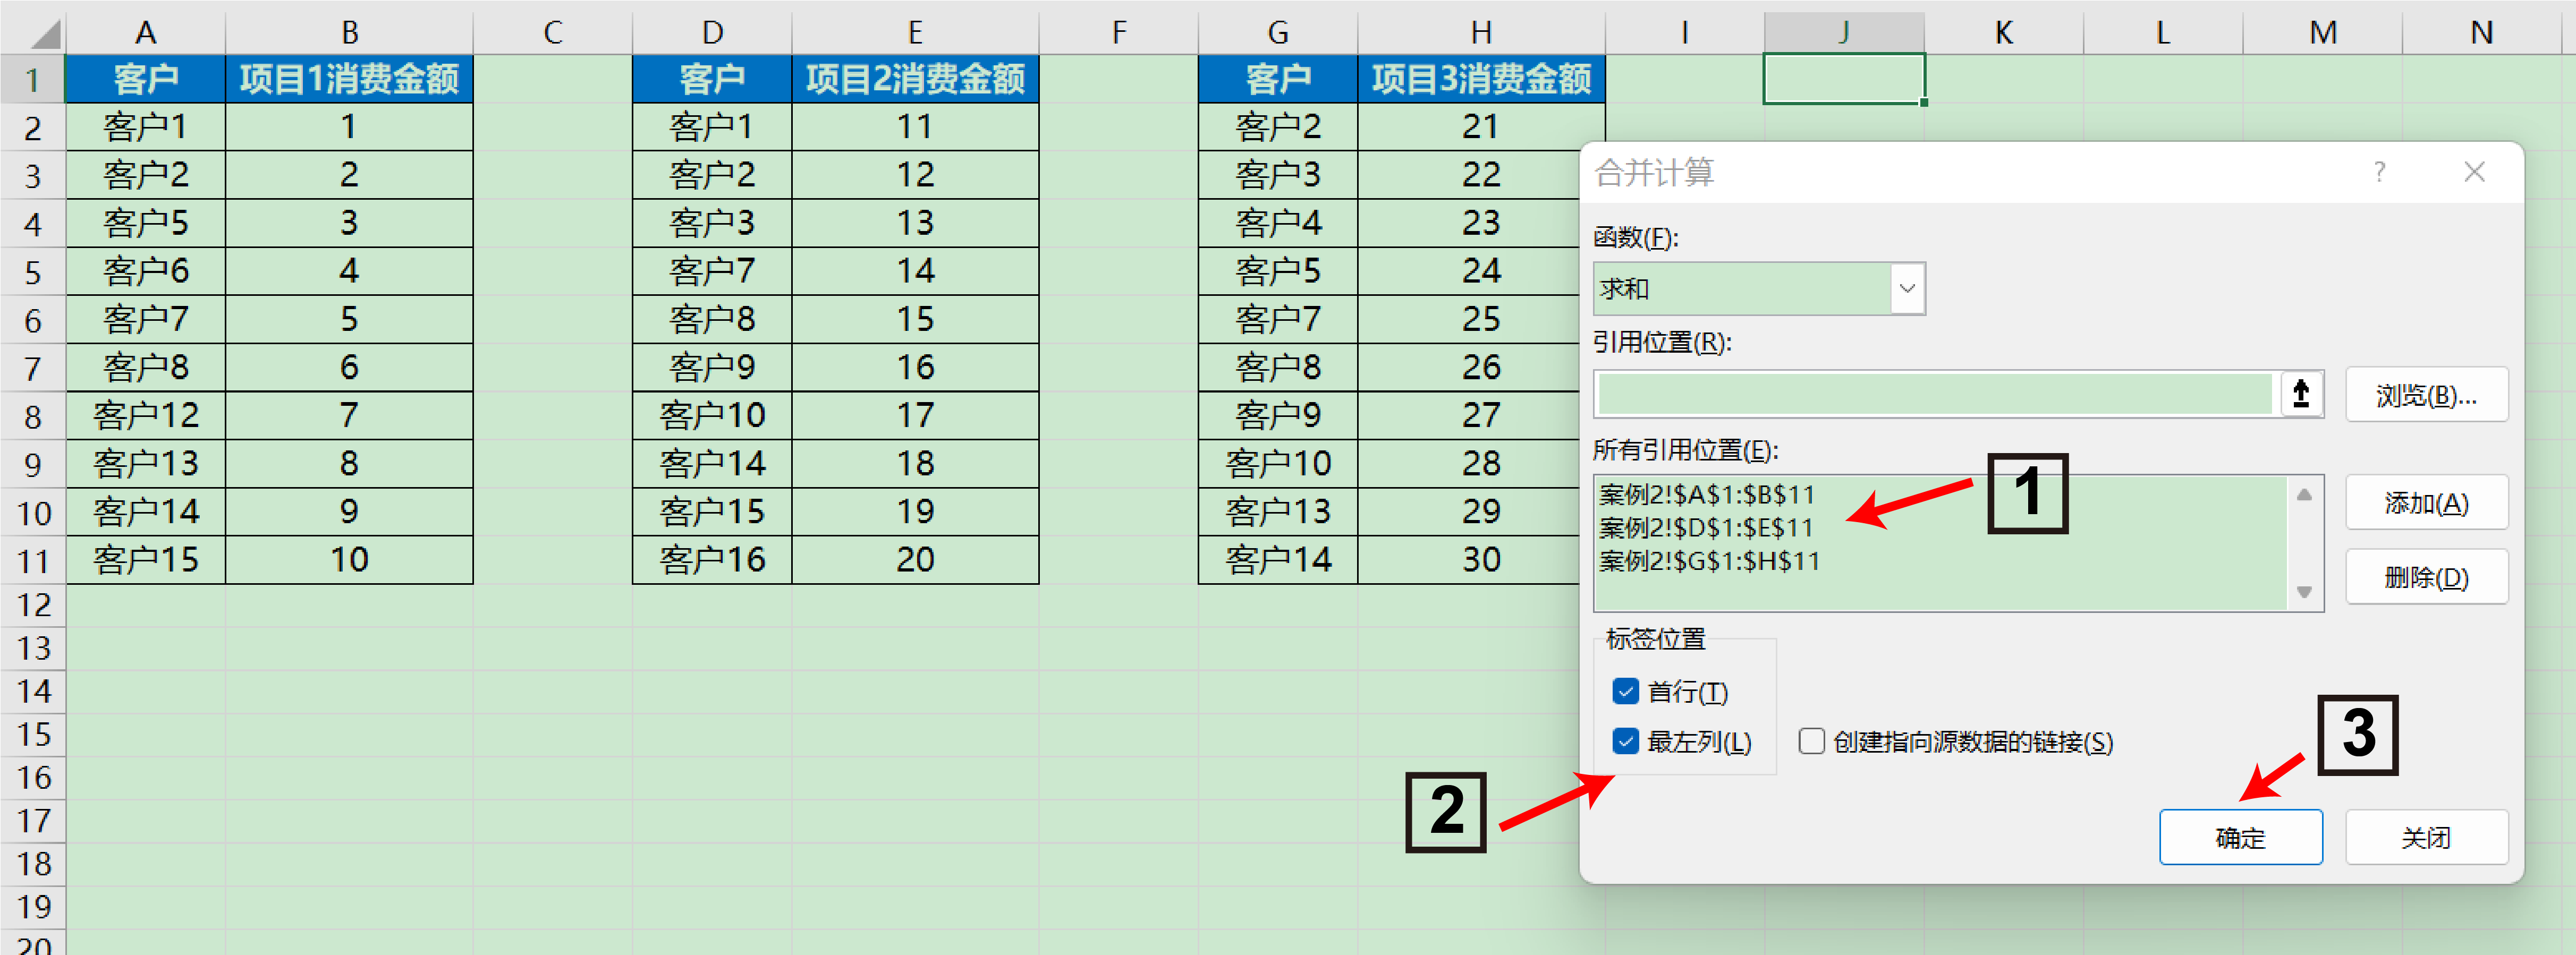 A B C D E F G H I J K L M N
1 客户 项目1消费金额 客户 项目2消费金额 客户 项目3消费金额
2 客户1 1 客户1 11 客户2 21
3 客户2 2 客户2 12 客户3 22
4 客户5 3 客户3 13 客户4 23
5 客户6 4 客户7 14 客户5 24
6 客户7 5 客户8 15 客户7 25
7 客户8 6 客户9 16 客户8 26
8 客户12 7 客户10 17 客户9 27
9 客户13 8 客户14 18 客户10 28
10 客户14 9 客户15 19 客户13 29
11 客户15 10 客户16 20 客户14 30
12
13
14
15
16
17
18
19
20
合并计算 ?
函数(F):
求和
引用位置(R):
浏览(B)...
所有引用位置(E):
案例2!$A$1:$B$11
案例2!$D$1:$E$11
案例2!$G$1:$H$11
1
添加(A)
删除(D)
标签位置
首行(T)
最左列(L) 创建指向源数据的链接(S)
2
3
确定 关闭